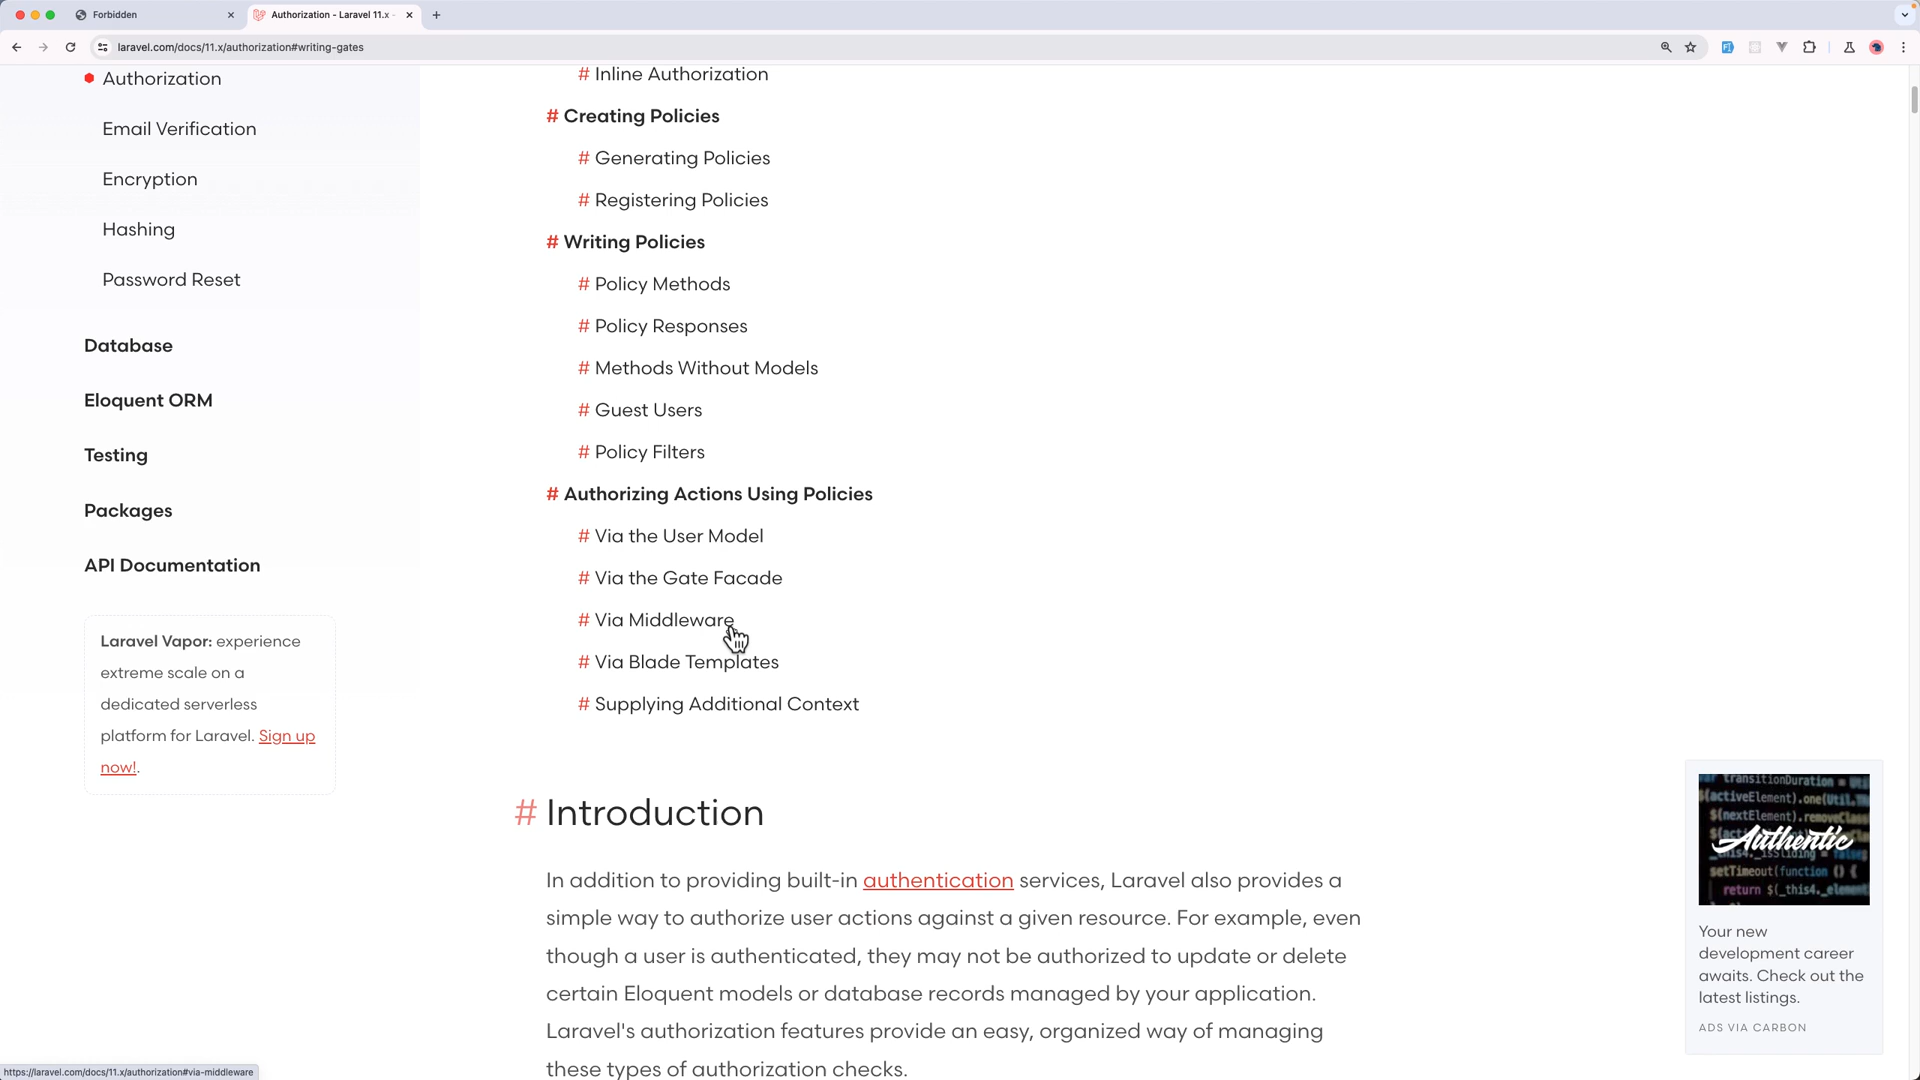 Forbidden
Authorization - Laravel 11.x -
laravel.com/docs/11.x/authorization#writing-gates
Authorization
Email Verification
Encryption
Hashing
Password Reset
Database
Eloquent ORM
Testing
Packages
API Documentation
Laravel Vapor: experience
extreme scale on a
dedicated serverless
platform for Laravel. Sign up
now!.
# Inline Authorization
# Creating Policies
# Generating Policies
# Registering Policies
# Writing Policies
# Policy Methods
# Policy Responses
# Methods Without Models
# Guest Users
# Policy Filters
# Authorizing Actions Using Policies
# Via the User Model
# Via the Gate Facade
# Via Middleware
# Via Blade Templates
# Supplying Additional Context
# Introduction
In addition to providing built-in authentication services, Laravel also provides a
simple way to authorize user actions against a given resource. For example, even
though a user is authenticated, they may not be authorized to update or delete
certain Eloquent models or database records managed by your application.
Laravel's authorization features provide an easy, organized way of managing
these types of authorization checks.
Authentic
setTimeout(function () {
Your new
development career
awaits. Check out the
latest listings.
ADS VIA CARBON
https://laravel.com/docs/11.x/authorization#via-middleware